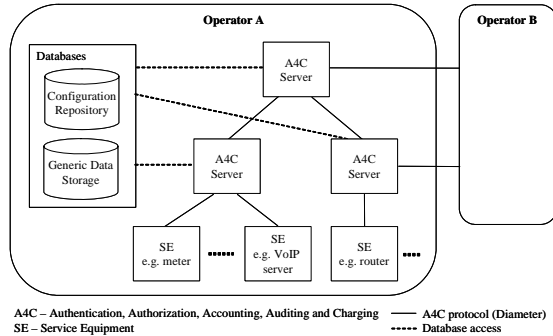 Operator A
Operator B
Databases
Configuration
Repository
Generic Data
Storage
A4C
Server
A4C
Server
A4C
Server
SE
e.g. meter
SE
e.g. VoIP
server
SE
e.g. router
A4C – Authentication, Authorization, Accounting, Auditing and Charging
SE – Service Equipment
A4C protocol (Diameter)
Database access